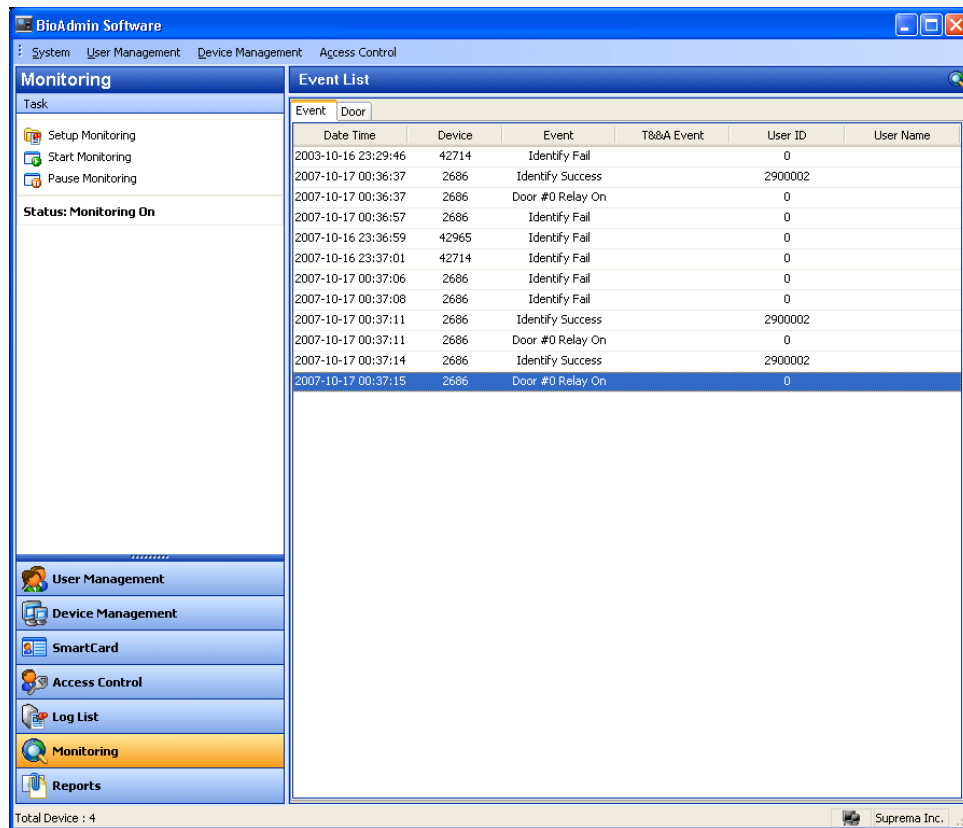 BioAdmin Software
System User Management Device Management Access Control
Monitoring
Task
Setup Monitoring
Start Monitoring
Pause Monitoring
Status: Monitoring On
User Management
Device Management
SmartCard
Access Control
Log List
Monitoring
Reports
Event List
Event Door
Date Time Device Event T&&A Event User ID User Name
2003-10-16 23:29:46 42714 Identify Fail 0
2007-10-17 00:36:37 2686 Identify Success 2900002
2007-10-17 00:36:37 2686 Door #0 Relay On 0
2007-10-17 00:36:57 2686 Identify Fail 0
2007-10-16 23:36:59 42965 Identify Fail 0
2007-10-16 23:37:01 42714 Identify Fail 0
2007-10-17 00:37:06 2686 Identify Fail 0
2007-10-17 00:37:08 2686 Identify Fail 0
2007-10-17 00:37:11 2686 Identify Success 2900002
2007-10-17 00:37:11 2686 Door #0 Relay On 0
2007-10-17 00:37:14 2686 Identify Success 2900002
2007-10-17 00:37:15 2686 Door #0 Relay On 0
Total Device : 4
Suprema Inc.